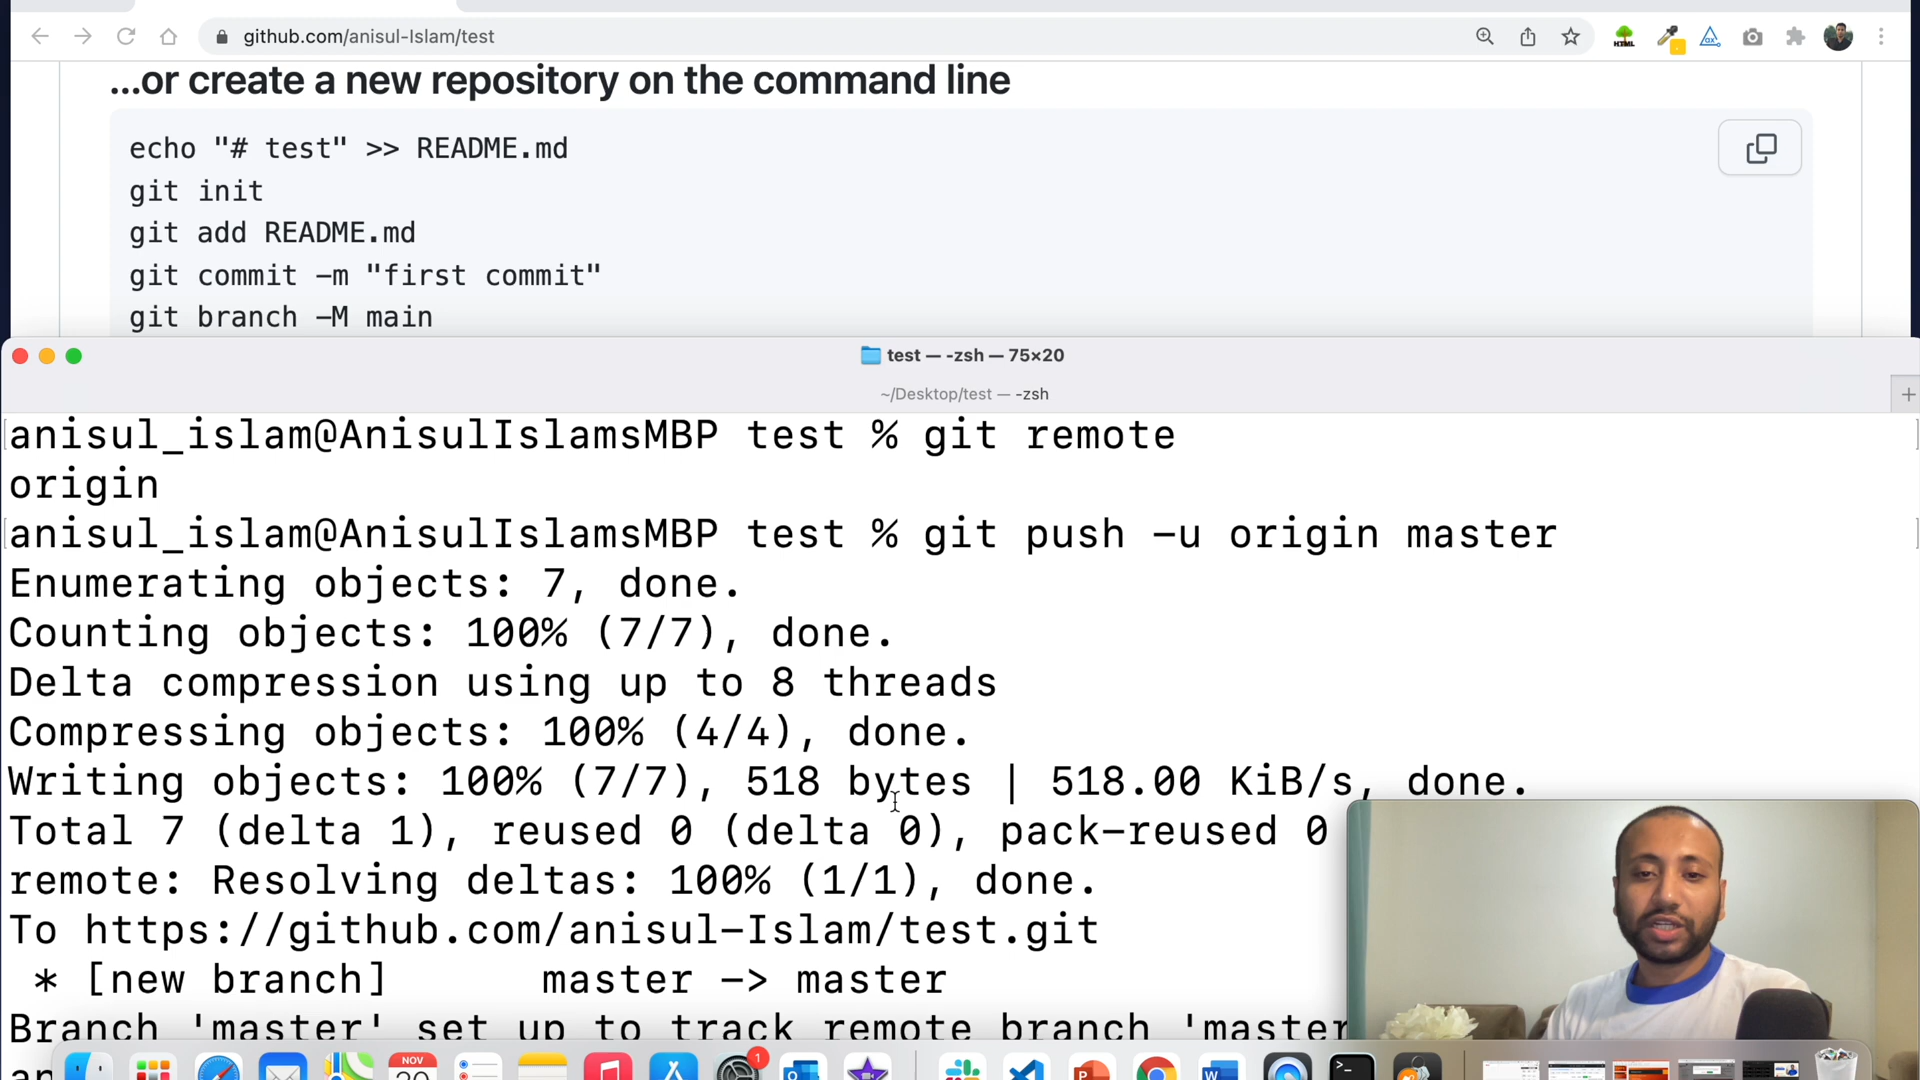 github.com/anisul-Islam/test
...or create a new repository on the command line
echo "# test" >> README.md
git init
git add README.md
git commit -m "first commit"
git branch -M main
test — -zsh — 75×20
~/Desktop/test — -zsh
anisul_islam@AnisulIslamsMBP test % git remote
origin
anisul_islam@AnisulIslamsMBP test % git push -u origin master
Enumerating objects: 7, done.
Counting objects: 100% (7/7), done.
Delta compression using up to 8 threads
Compressing objects: 100% (4/4), done.
Writing objects: 100% (7/7), 518 bytes | 518.00 KiB/s, done.
Total 7 (delta 1), reused 0 (delta 0), pack-reused 0
remote: Resolving deltas: 100% (1/1), done.
To https://github.com/anisul-Islam/test.git
* [new branch] master -> master
Branch 'master' set up to track remote branch 'master
NOV
1